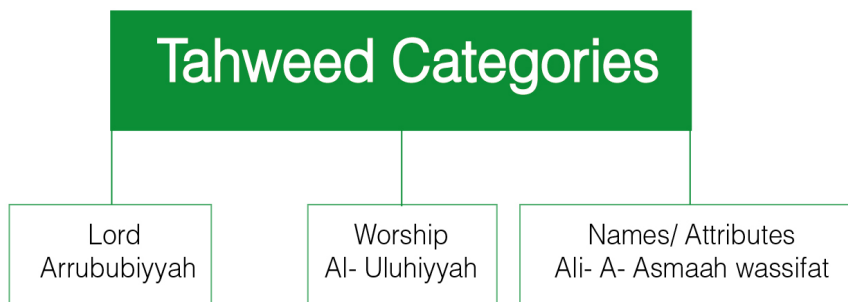 Tahweed Categories
Lord
Arrububiyyah
Worship
Al- Uluhiyyah
Names/ Attributes
Ali- A- Asmaah wassifat